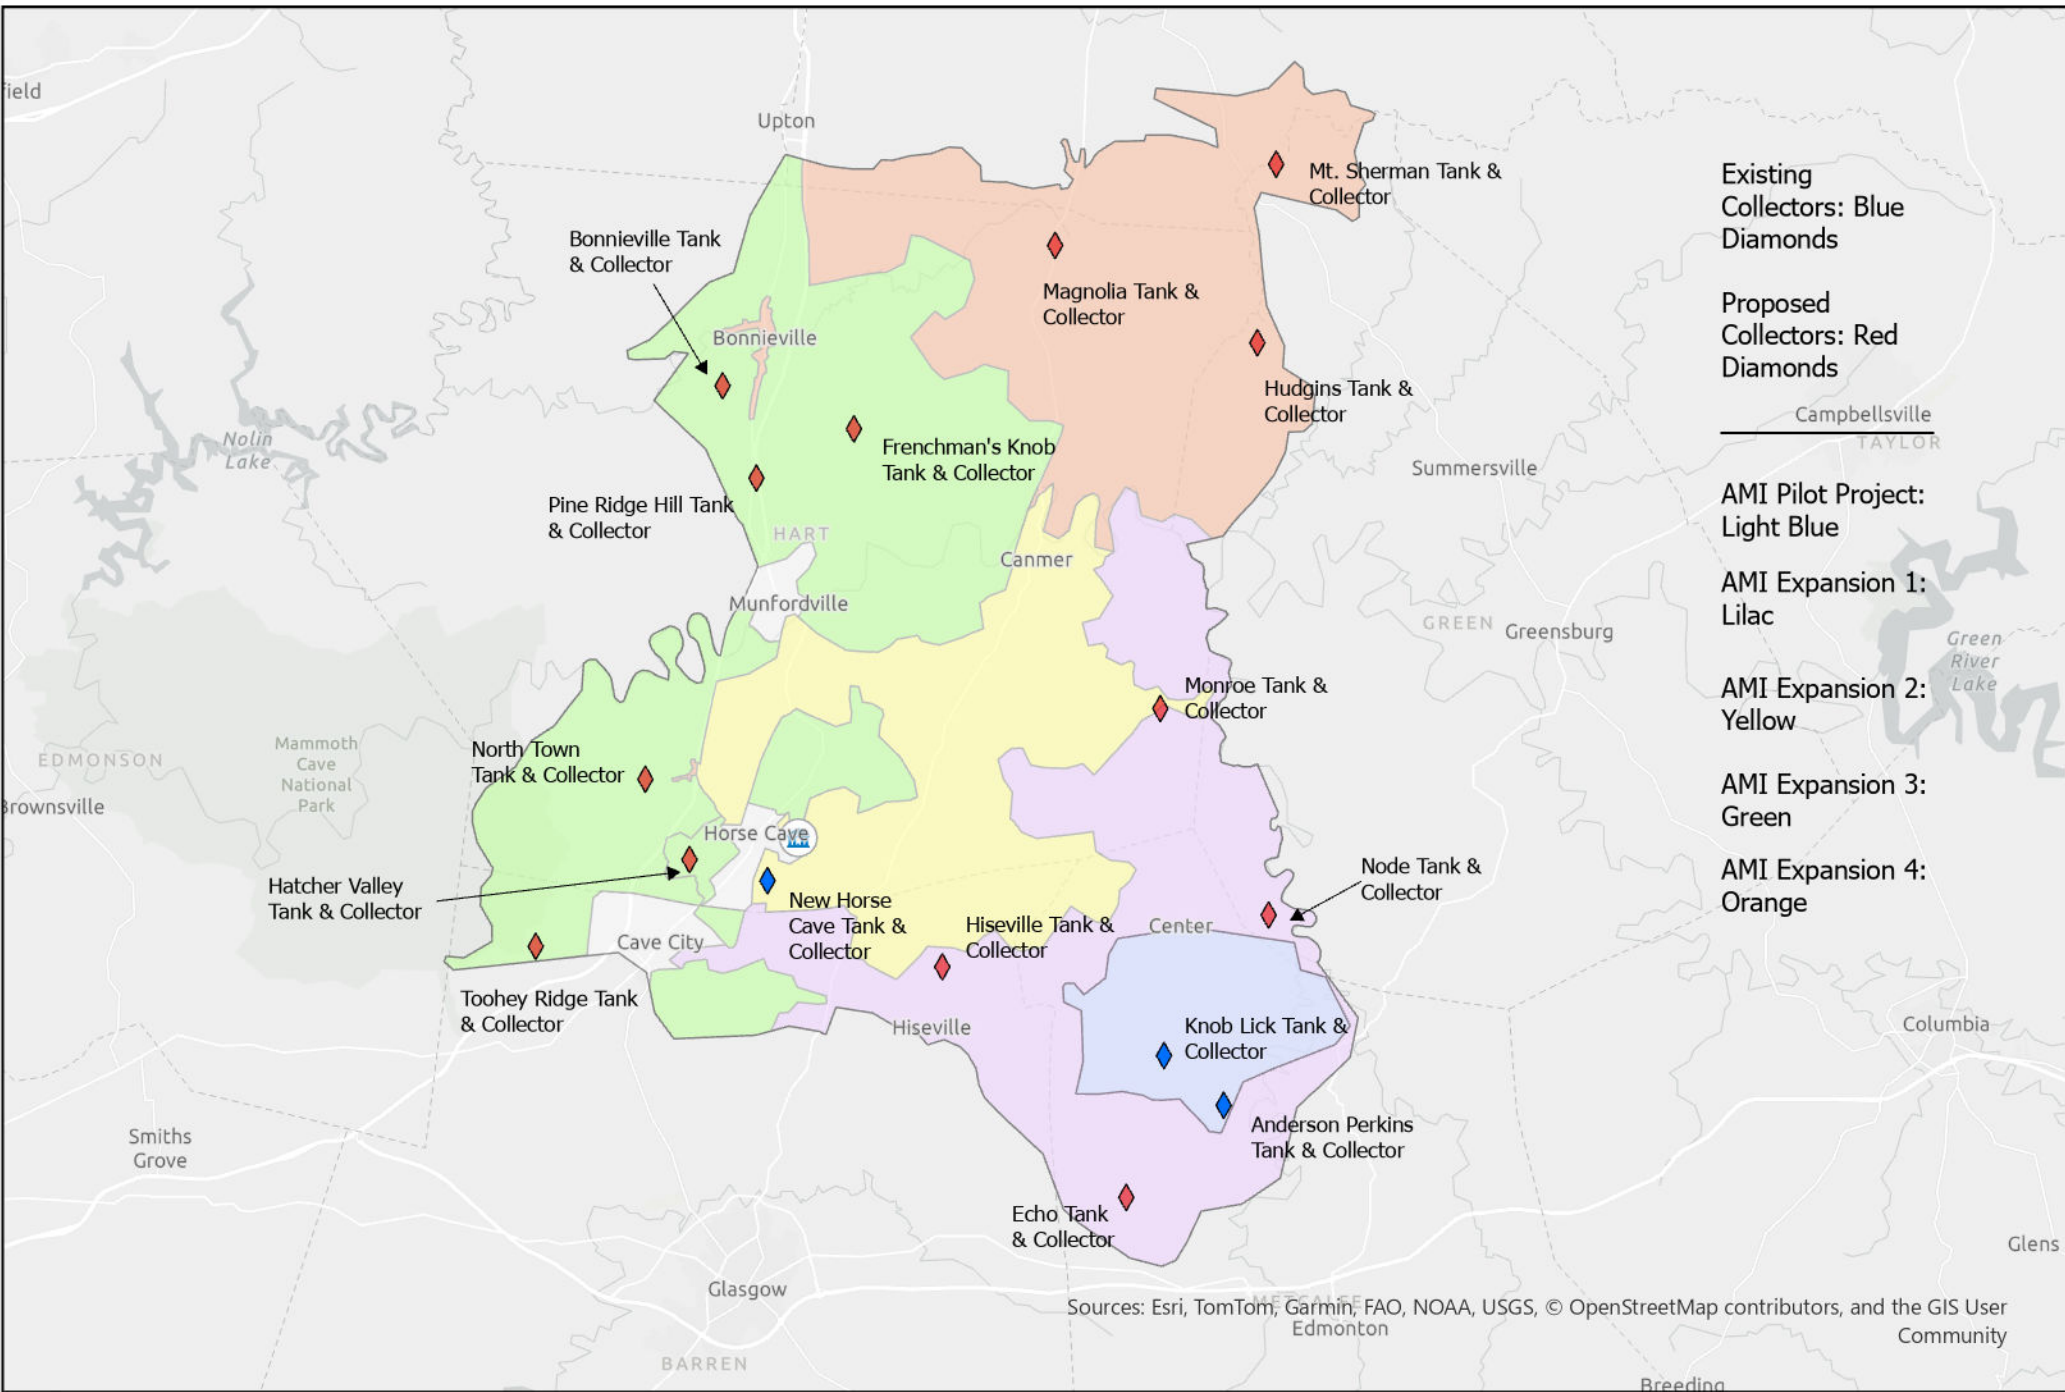 field
Upton
Mt. Sherman Tank &
Collector
Existing
Collectors: Blue
Diamonds
Bonnieville Tank
& Collector
Magnolia Tank &
Collector
Proposed
Collectors: Red
Diamonds
Bonnieville
Hudgins Tank &
Collector
Campbellsville
TAYLOR
Nolin
Lake
Frenchman's Knob
Tank & Collector
Summersville
Pine Ridge Hill Tank
& Collector
HART
AMI Pilot Project:
Light Blue
Canmer
Munfordville
AMI Expansion 1:
Lilac
GREEN
Greensburg
Green
River
Lake
Monroe Tank &
Collector
AMI Expansion 2:
Yellow
EDMONSON
Mammoth
Cave
National
Park
North Town
Tank & Collector
Brownsville
AMI Expansion 3:
Green
Horse Cave
Hatcher Valley
Tank & Collector
New Horse
Cave Tank &
Collector
Hiseville Tank &
Collector
Center
Node Tank &
Collector
AMI Expansion 4:
Orange
Cave City
Toohey Ridge Tank
& Collector
Hiseville
Knob Lick Tank &
Collector
Columbia
Anderson Perkins
Tank & Collector
Smiths
Grove
Echo Tank
& Collector
Glens
Glasgow
METCALFE
Sources: Esri, TomTom, Garmin, FAO, NOAA, USGS, © OpenStreetMap contributors, and the GIS User
Community
Edmonton
BARREN
Breeding